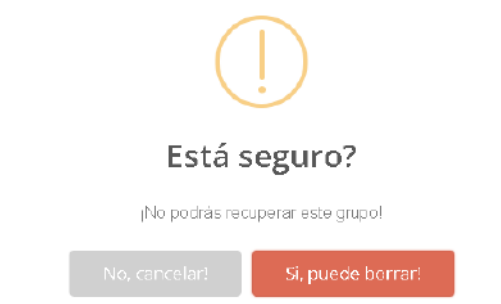 Está seguro?
¡No podrás recuperar este grupo!
No, cancelar!
Si, puede borrar!